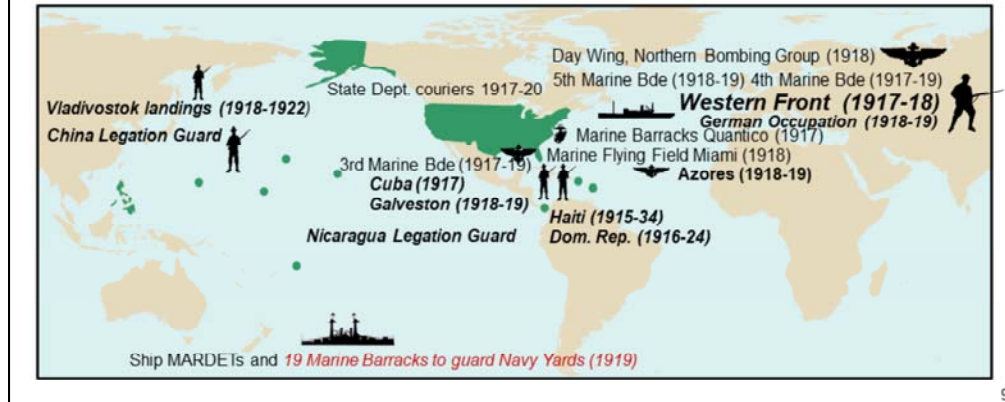 Day Wing, Northern Bombing Group (1918)
State Dept. couriers 1917-20
5th Marine Bde (1918-19) 4th Marine Bde (1917-19)
Western Front (1917-18)
German Occupation (1918-19)
Vladivostok landings (1918-1922)
China Legation Guard
Marine Barracks Quantico (1917)
3rd Marine Bde (1917-19)
Marine Flying Field Miami (1918)
Cuba (1917)
Azores (1918-19)
Galveston (1918-19)
Haiti (1915-34)
Nicaragua Legation Guard
Dom. Rep. (1916-24)
Ship MARDETs and 19 Marine Barracks to guard Navy Yards (1919)